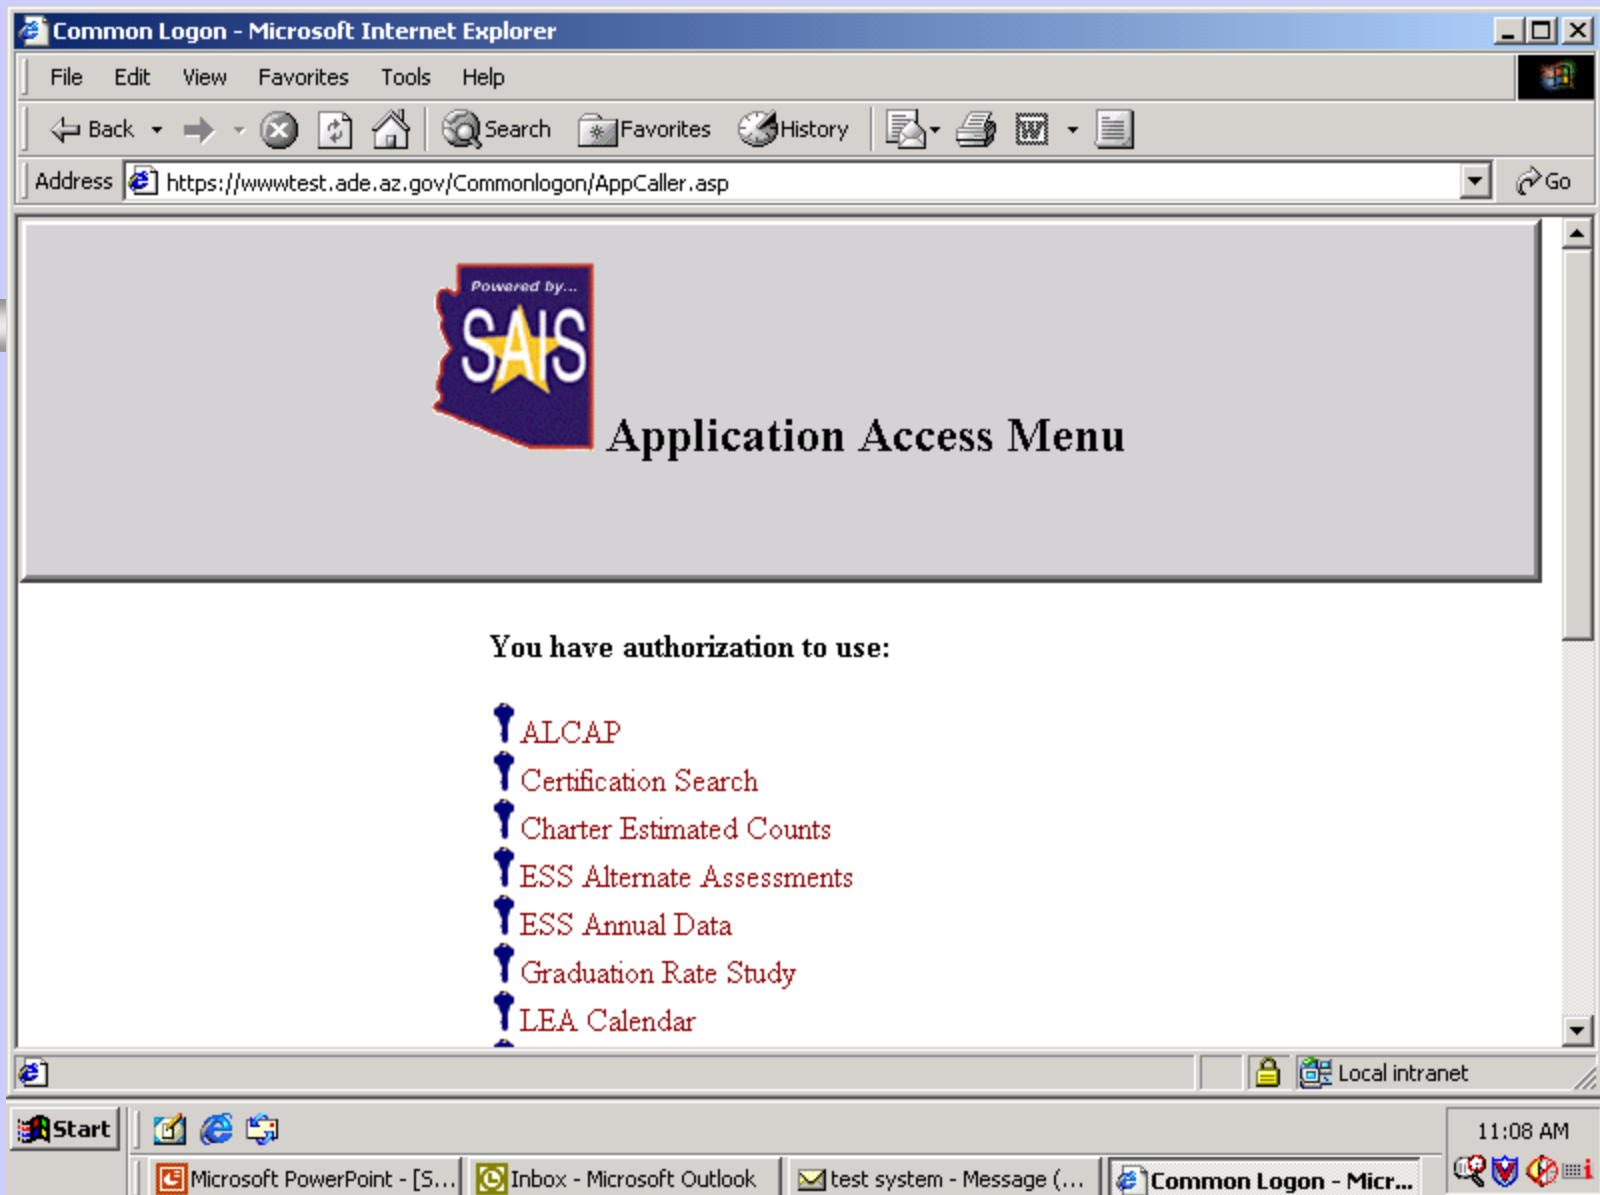 Common Logon - Microsoft Internet Explorer
File Edit View Favorites Tools Help
Back Search Favorites History
Address https://wwwtest.ade.az.gov/Commonlogon/AppCaller.asp Go
Powered by...
SAIS
Application Access Menu
You have authorization to use:
ALCAP
Certification Search
Charter Estimated Counts
ESS Alternate Assessments
ESS Annual Data
Graduation Rate Study
LEA Calendar
Local intranet
Start 11:08 AM
Microsoft PowerPoint - [S... Inbox - Microsoft Outlook test system - Message (... Common Logon - Micr...